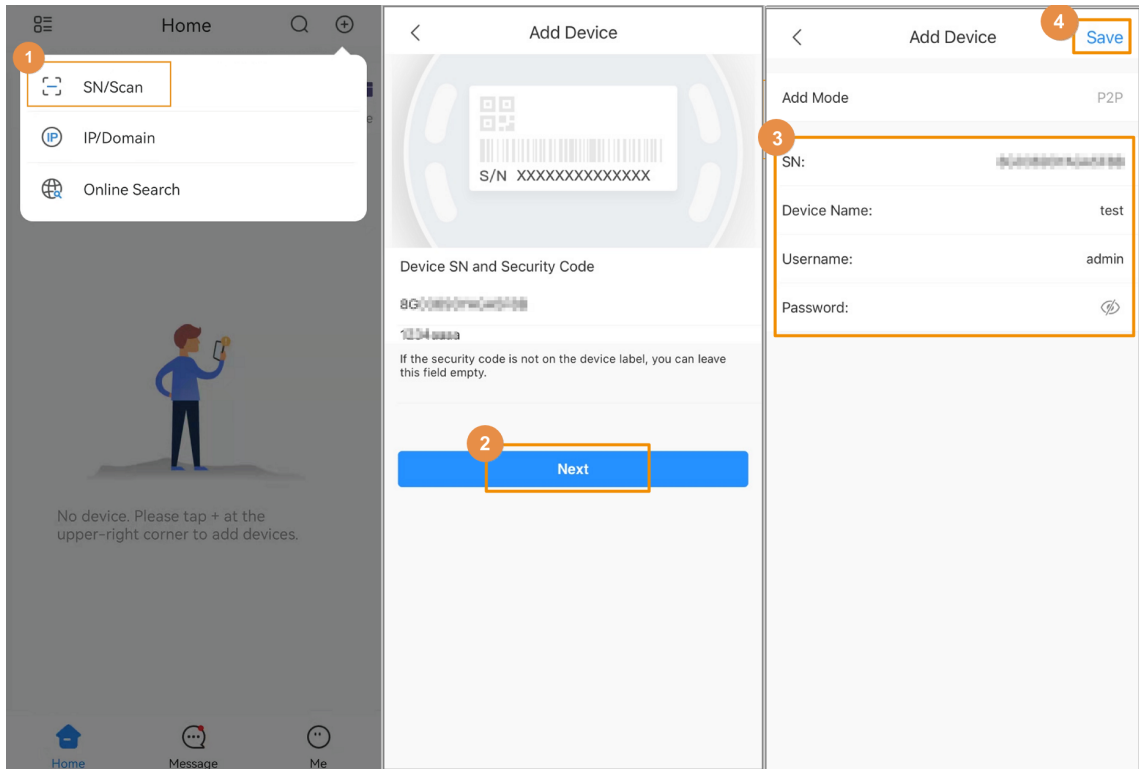 Home
1
SN/Scan
IP/Domain
Online Search
No device. Please tap + at the
upper-right corner to add devices.
Home
Message
Me
Add Device
S/N XXXXXXXXXXXXXX
Device SN and Security Code
8G
If the security code is not on the device label, you can leave
this field empty.
2
Next
4
Add Device
Save
Add Mode
P2P
3
SN:
Device Name:
test
Username:
admin
Password: